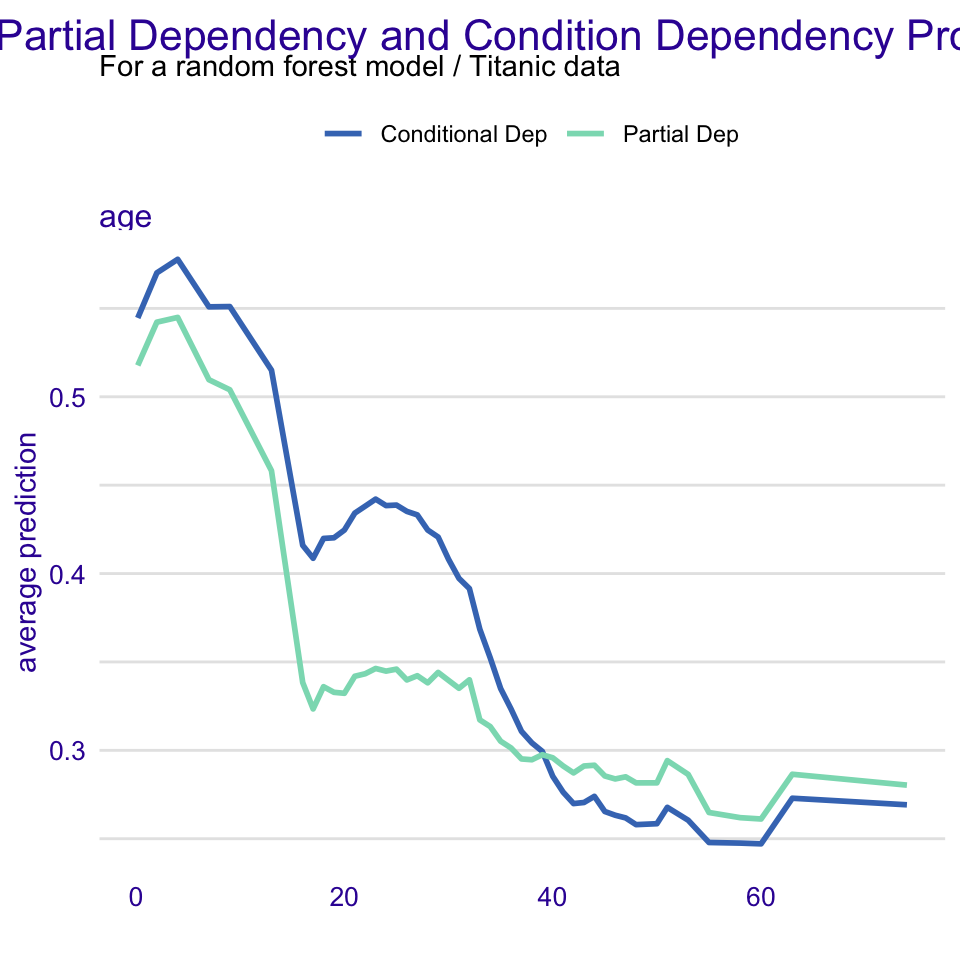 Partial Dependency and Condition Dependency Pro
For a random forest model / Titanic data
Conditional Dep
Partial Dep
age
average prediction
0.5
0.4
0.3
0
20
40
60